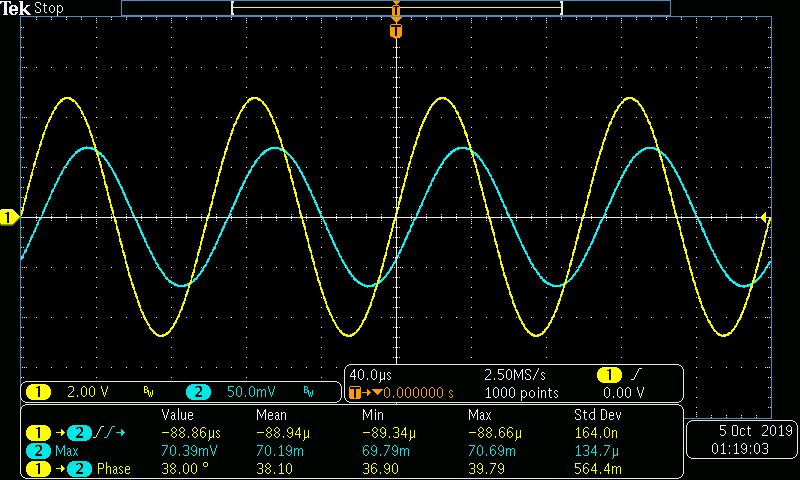 Tek Stop
T
T
1
1 2.00 V BW 2 50.0mV BW
40.0µs 2.50MS/s 1
T→▼0.000000 s 1000 points 0.00 V
Value Mean Min Max Std Dev
1→2 −88.86µs −88.94µ −89.34µ −88.66µ 164.0n
2 Max 70.39mV 70.19m 69.79m 70.69m 134.7µ
1→2 Phase 38.00 ° 38.10 36.90 39.79 564.4m
5 Oct 2019
01:19:03